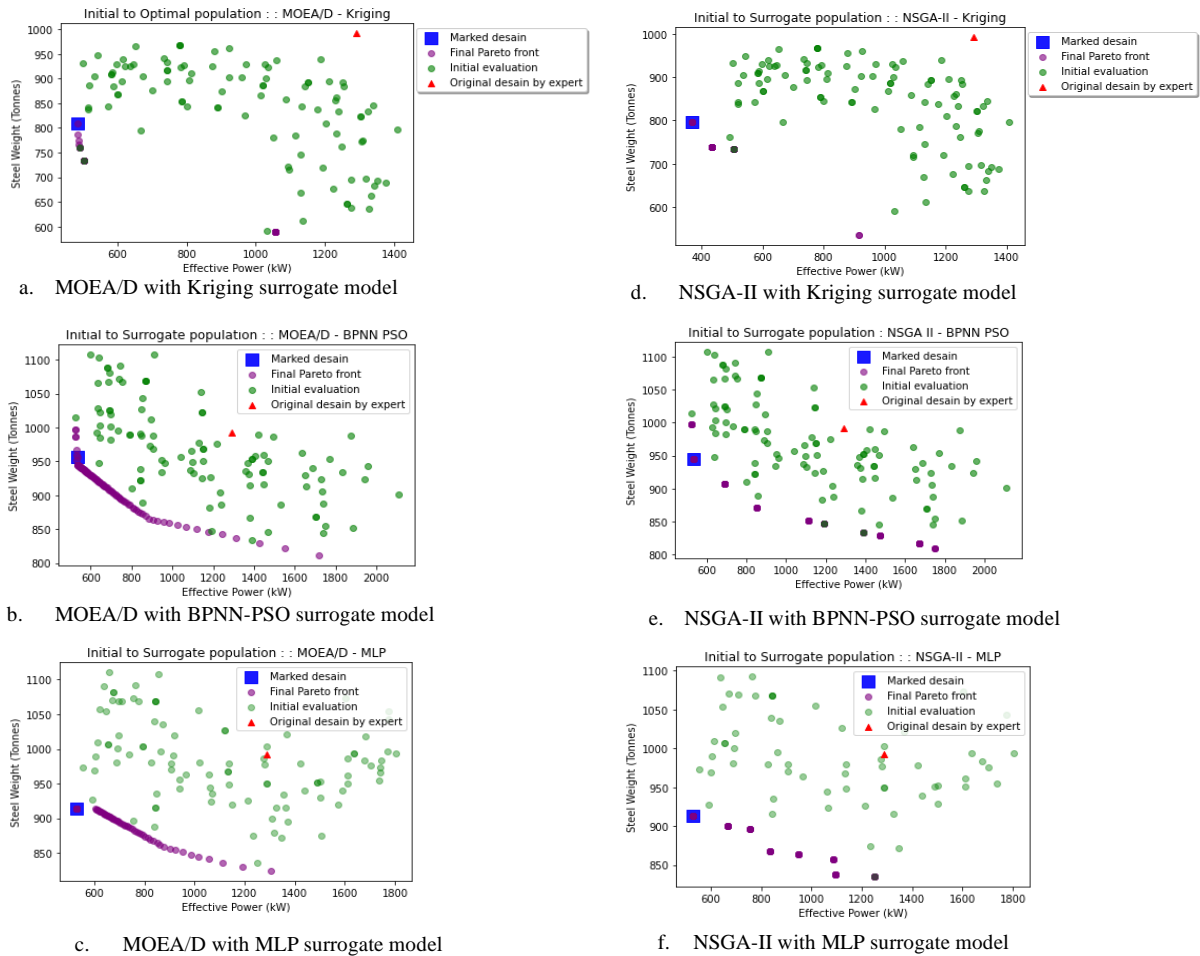 Initial to Optimal population : : MOEA/D - Kriging
Steel Weight (Tonnes)
1000
950
900
850
800
750
700
650
600
600
800
1000
1200
1400
Effective Power (kW)
Marked desain
Final Pareto front
Initial evaluation
Original desain by expert
a. MOEA/D with Kriging surrogate model
Initial to Surrogate population : : NSGA-II - Kriging
Steel Weight (Tonnes)
1000
900
800
700
600
400
600
800
1000
1200
1400
Effective Power (kW)
Marked desain
Final Pareto front
Initial evaluation
Original desain by expert
d. NSGA-II with Kriging surrogate model
Initial to Surrogate population : : MOEA/D - BPNN PSO
Steel Weight (Tonnes)
1100
1050
1000
950
900
850
800
600
800
1000
1200
1400
1600
1800
2000
Effective Power (kW)
Marked desain
Final Pareto front
Initial evaluation
Original desain by expert
b. MOEA/D with BPNN-PSO surrogate model
Initial to Surrogate population : NSGA II - BPNN PSO
Steel Weight (Tonnes)
1100
1050
1000
950
900
850
800
600
800
1000
1200
1400
1600
1800
2000
Effective Power (kW)
Marked desain
Final Pareto front
Initial evaluation
Original desain by expert
e. NSGA-II with BPNN-PSO surrogate model
Initial to Surrogate population : : MOEA/D - MLP
Steel Weight (Tonnes)
1100
1050
1000
950
900
850
600
800
1000
1200
1400
1600
1800
Effective Power (kW)
Marked desain
Final Pareto front
Initial evaluation
Original desain by expert
c. MOEA/D with MLP surrogate model
Initial to Surrogate population : : NSGA-II - MLP
Steel Weight (Tonnes)
1100
1050
1000
950
900
850
600
800
1000
1200
1400
1600
1800
Effective Power (kW)
Marked desain
Final Pareto front
Initial evaluation
Original desain by expert
f. NSGA-II with MLP surrogate model